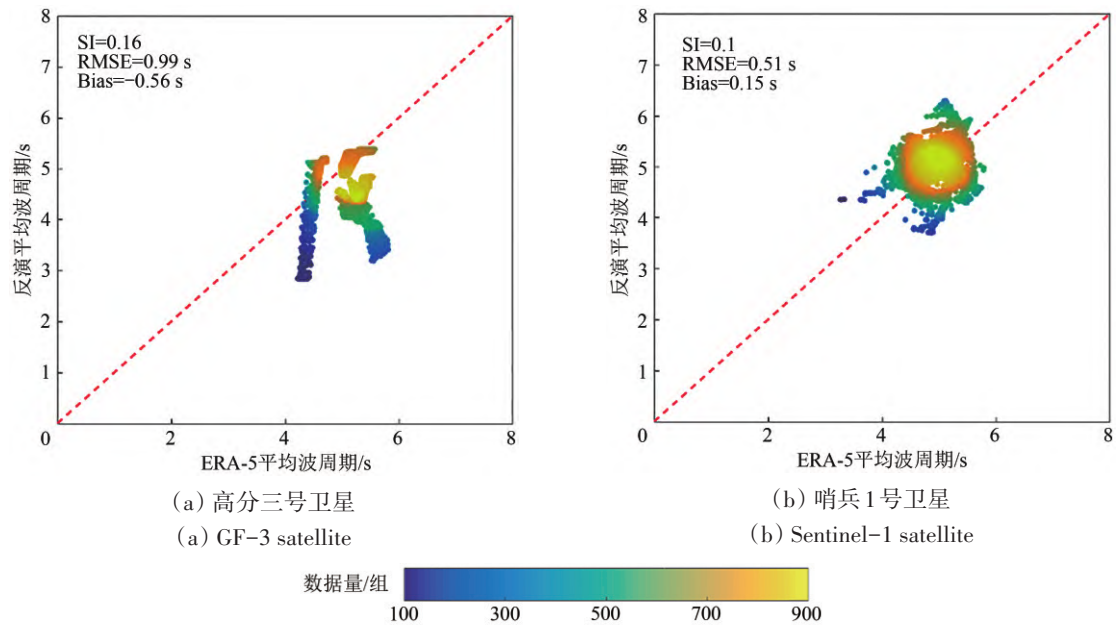 SI=0.16
RMSE=0.99 s
Bias=−0.56 s
反演平均波周期/s
8
7
6
5
4
3
2
1
0
2
4
6
8
ERA-5平均波周期/s
(a) 高分三号卫星
(a) GF-3 satellite
SI=0.1
RMSE=0.51 s
Bias=0.15 s
反演平均波周期/s
8
7
6
5
4
3
2
1
0
2
4
6
8
ERA-5平均波周期/s
(b) 哨兵1号卫星
(b) Sentinel-1 satellite
数据量/组
100 300 500 700 900